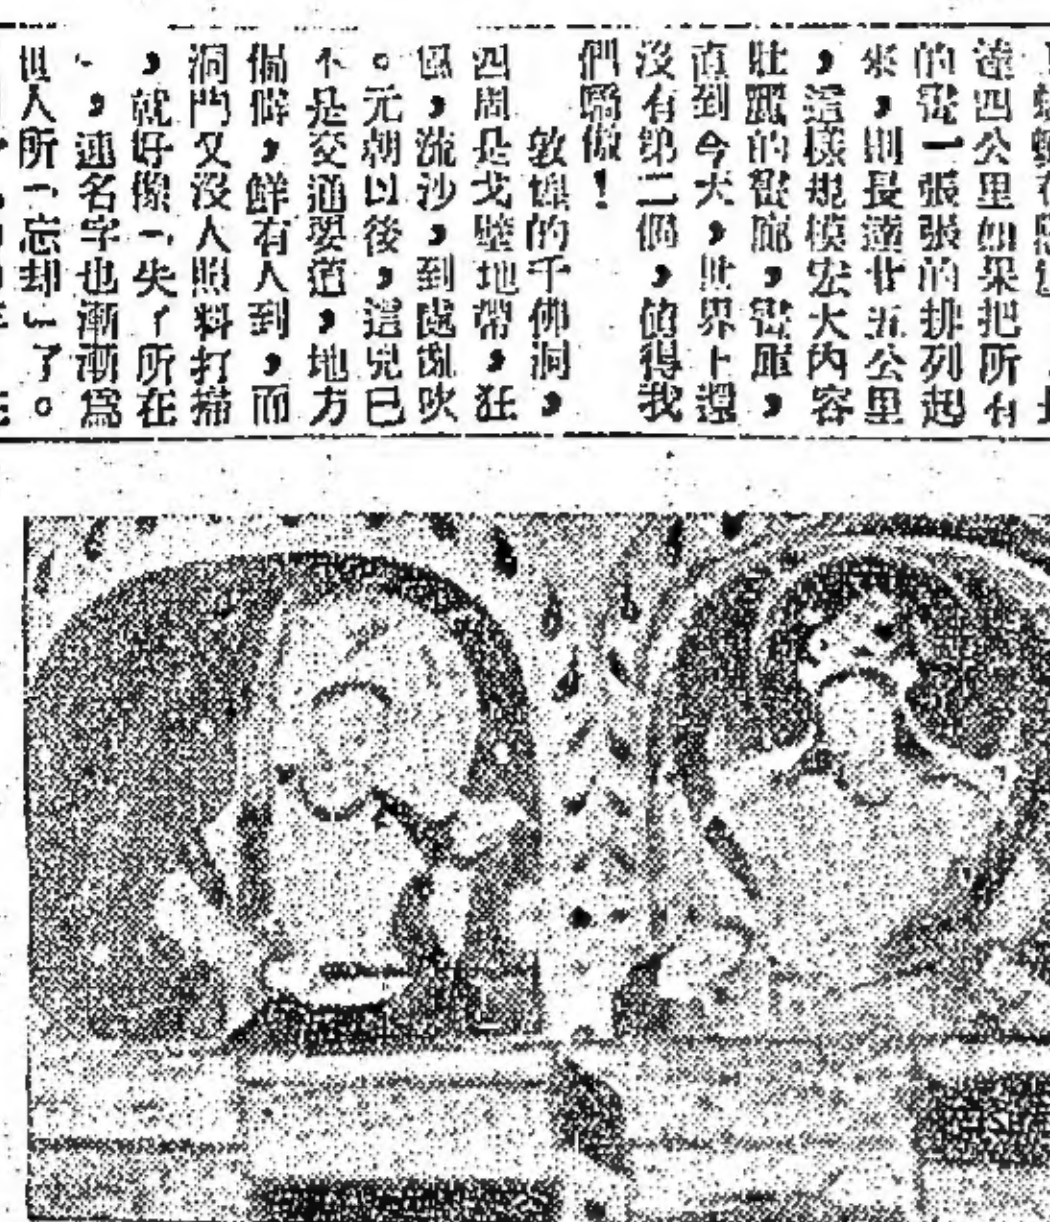 達四公里如果把所有
的畫一張張的排列起
來，則長達廿五公里
，這樣規模宏大內容
壯麗的畫廊，畫庫，
直到今天，世界上還
沒有第二個，值得我
們驕傲！
敦煌的千佛洞，
四周是戈壁地帶，狂
風，流沙，到處亂吹
。元朝以後，這兒已
不是交通要道，地方
偏僻，鮮有人到，而
洞門又沒人照料打掃
，就好像「失了所在
」，連名字也漸漸為
世人所「忘却」了。